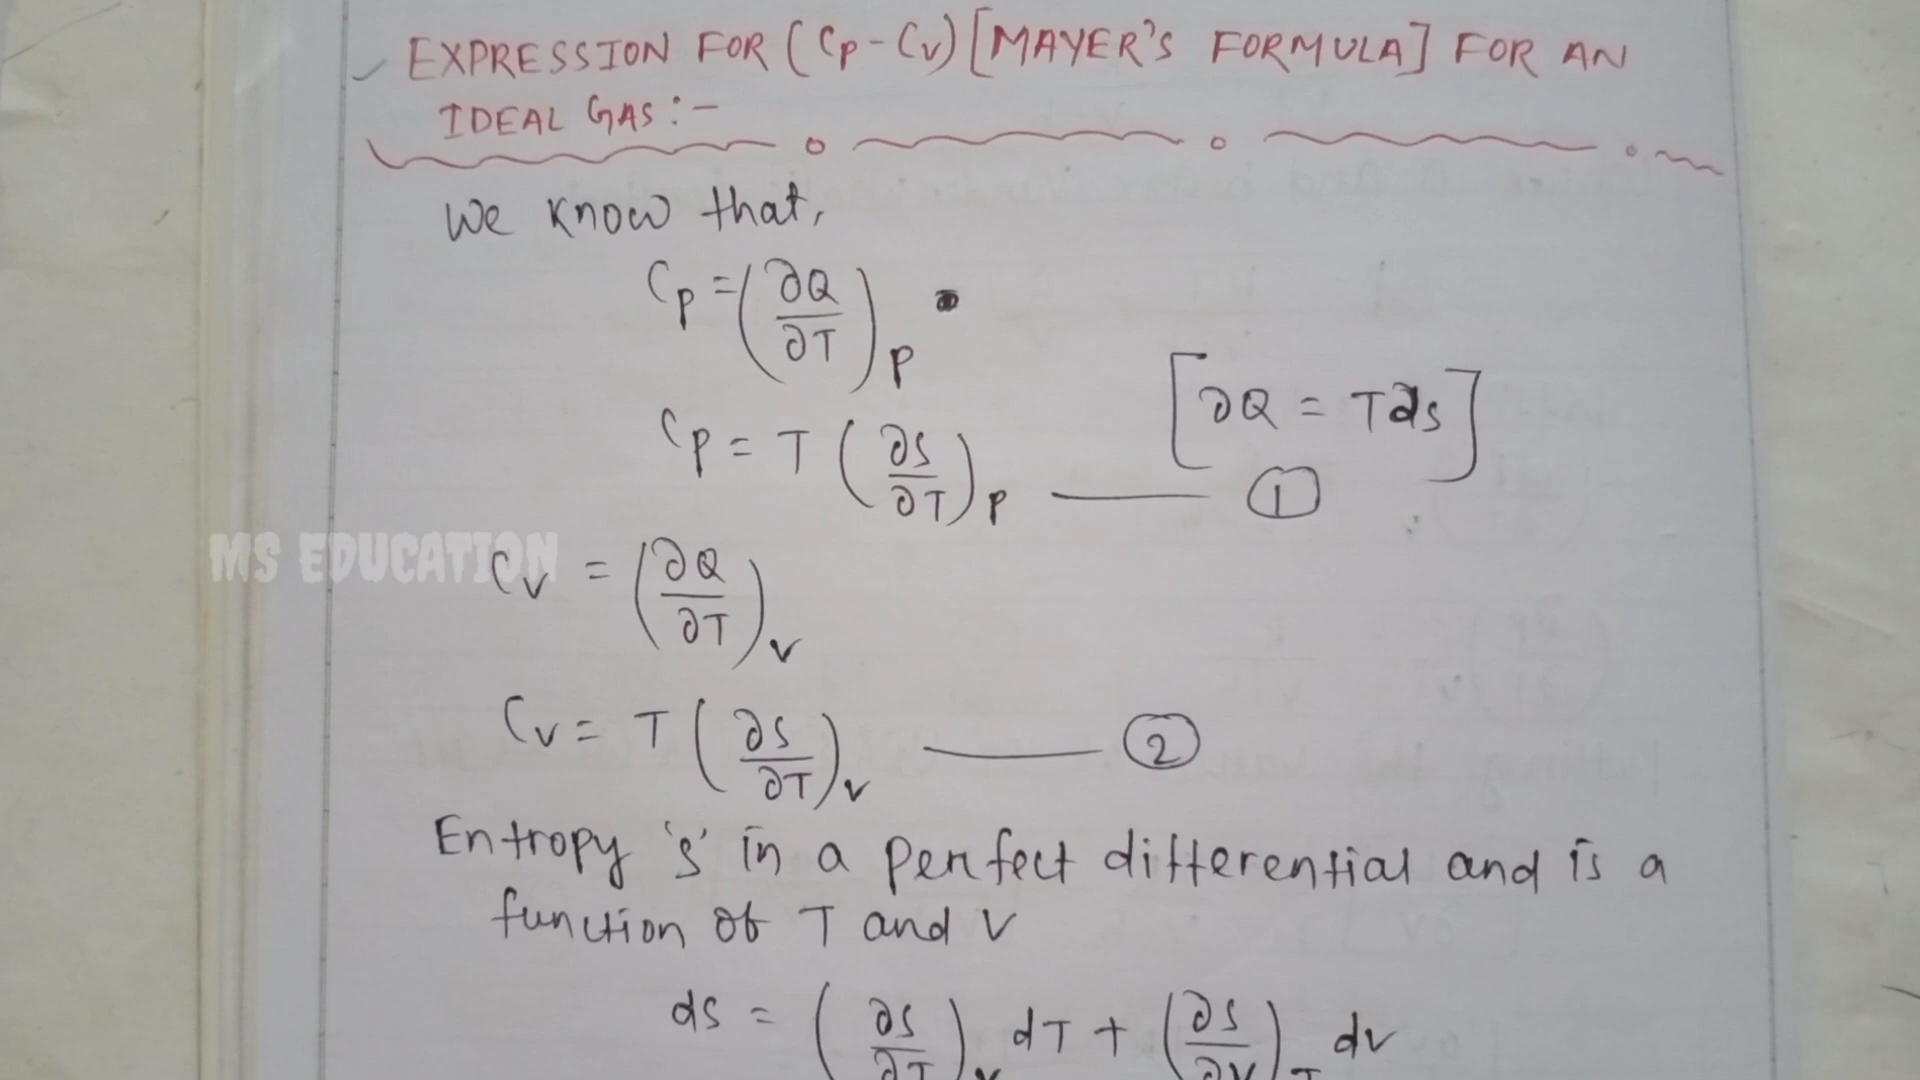 EXPRESSION FOR (Cp-Cv) [MAYER'S FORMULA] FOR AN
IDEAL GAS:-
We know that,
Cp = (∂Q/∂T)p
[∂Q = T∂s]
Cp = T (∂s/∂T)p —— ①
MS EDUCATION
Cv = (∂Q/∂T)v
Cv = T (∂s/∂T)v —— ②
Entropy 's' in a perfect differential and is a
function of T and V
ds = (∂s/∂T)v dT + (∂s/∂V)T dv